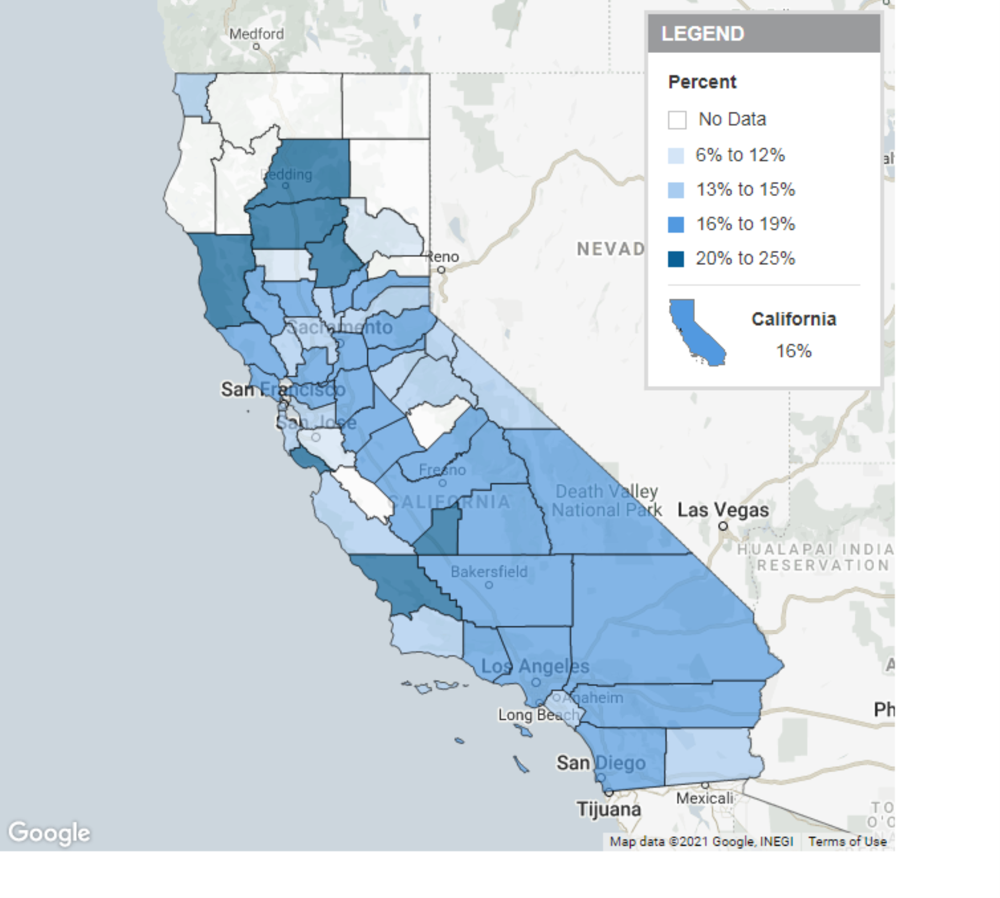 Medford
LEGEND
Percent
No Data
6% to 12%
13% to 15%
16% to 19%
20% to 25%
California
16%
Redding
NEVAD
Reno
Sacramento
San Francisco
San Jose
Fresno
CALIFORNIA
Death Valley
National Park
Las Vegas
HUALAPAI INDIA
RESERVATION
Bakersfield
Los Angeles
Anaheim
Long Beach
Ph
San Diego
Mexicali
Tijuana
TO
O'O
Google
Map data ©2021 Google, INEGI
Terms of Use